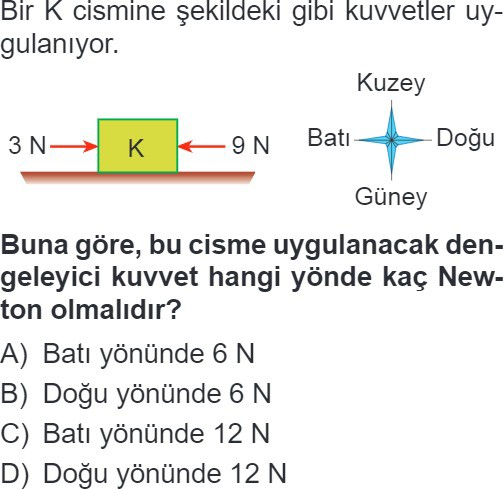 Bir K cismine şekildeki gibi kuvvetler uy-
gulanıyor.
Kuzey
3 N K 9 N Batı Doğu
Güney
Buna göre, bu cisme uygulanacak den-
geleyici kuvvet hangi yönde kaç New-
ton olmalıdır?
A) Batı yönünde 6 N
B) Doğu yönünde 6 N
C) Batı yönünde 12 N
D) Doğu yönünde 12 N